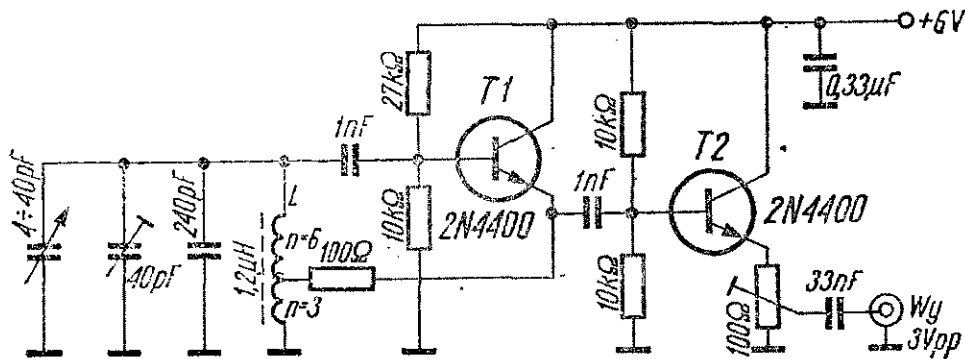 +6V
0,33µF
27kΩ
T1
1nF
10kΩ
T2
4÷40pF
40pF
240pF
L
1,2µH
n=6
n=3
100Ω
10kΩ
2N4400
1nF
10kΩ
2N4400
100Ω
33nF
Wy
3Vpp